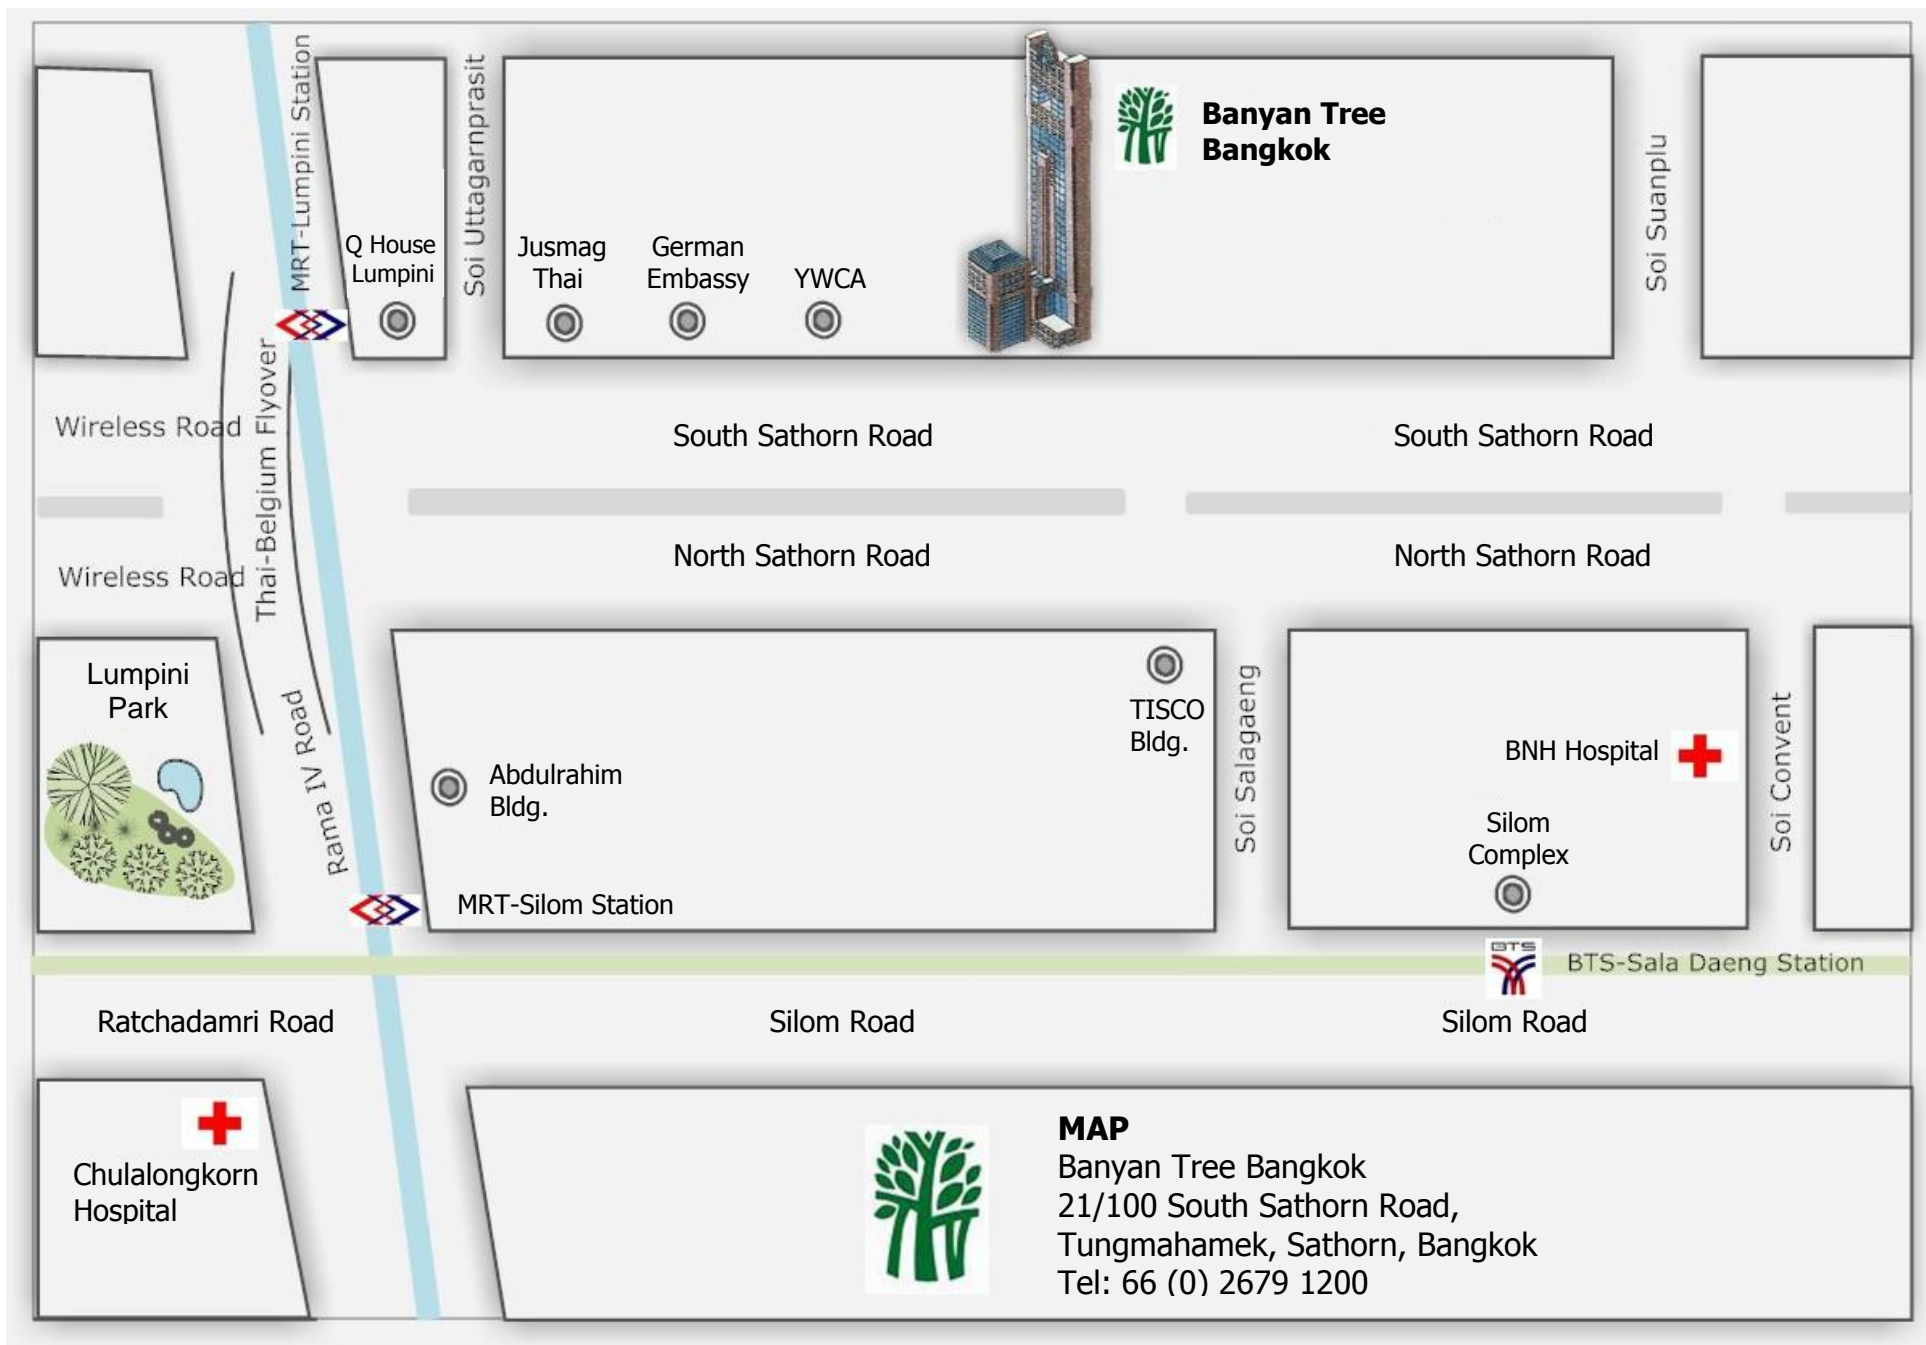 MRT-Lumpini Station
Soi Uttagarnprasit
Banyan Tree
Bangkok
Soi Suanplu
Q House
Lumpini
Jusmag
Thai
German
Embassy
YWCA
Thai-Belgium Flyover
Wireless Road
South Sathorn Road
South Sathorn Road
Wireless Road
North Sathorn Road
North Sathorn Road
Lumpini
Park
Rama IV Road
Abdulrahim
Bldg.
TISCO
Bldg.
Soi Salagaeng
BNH Hospital
Silom
Complex
Soi Convent
MRT-Silom Station
BTS
BTS-Sala Daeng Station
Ratchadamri Road
Silom Road
Silom Road
Chulalongkorn
Hospital
MAP
Banyan Tree Bangkok
21/100 South Sathorn Road,
Tungmahamek, Sathorn, Bangkok
Tel: 66 (0) 2679 1200